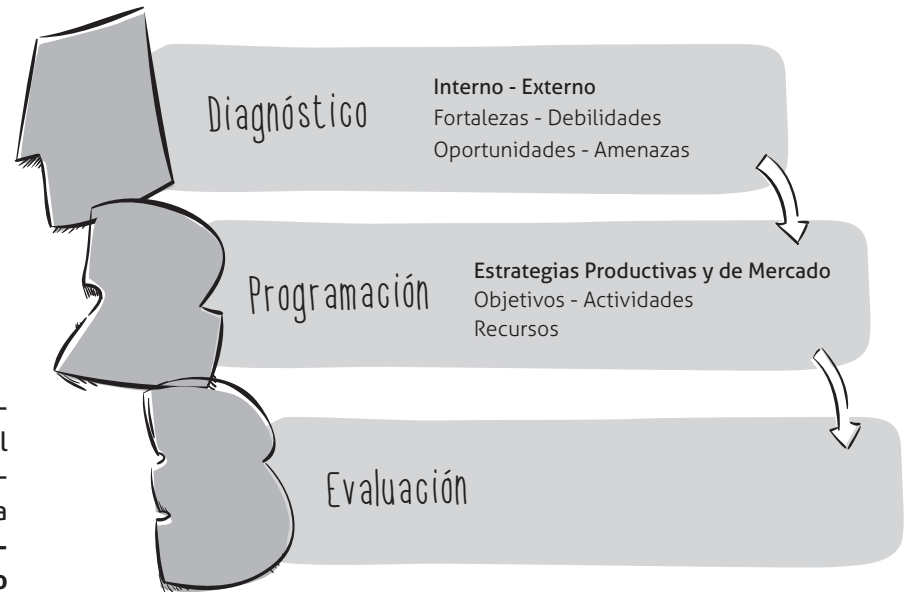 Diagnóstico
Interno - Externo
Fortalezas - Debilidades
Oportunidades - Amenazas
Programación
Estrategias Productivas y de Mercado
Objetivos - Actividades
Recursos
Evaluación
–
l
–
a
–
o